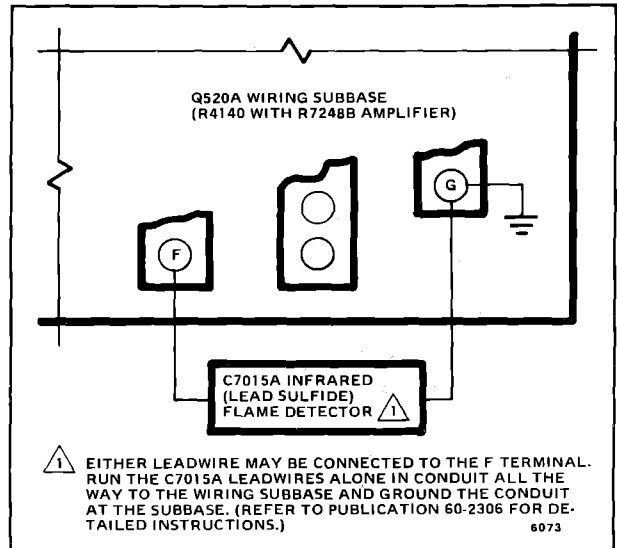 Q520A WIRING SUBBASE
(R4140 WITH R7248B AMPLIFIER)
G
F
C7015A INFRARED
(LEAD SULFIDE)
FLAME DETECTOR 1
1 EITHER LEADWIRE MAY BE CONNECTED TO THE F TERMINAL.
RUN THE C7015A LEADWIRES ALONE IN CONDUIT ALL THE
WAY TO THE WIRING SUBBASE AND GROUND THE CONDUIT
AT THE SUBBASE. (REFER TO PUBLICATION 60-2306 FOR DE-
TAILED INSTRUCTIONS.)
6073